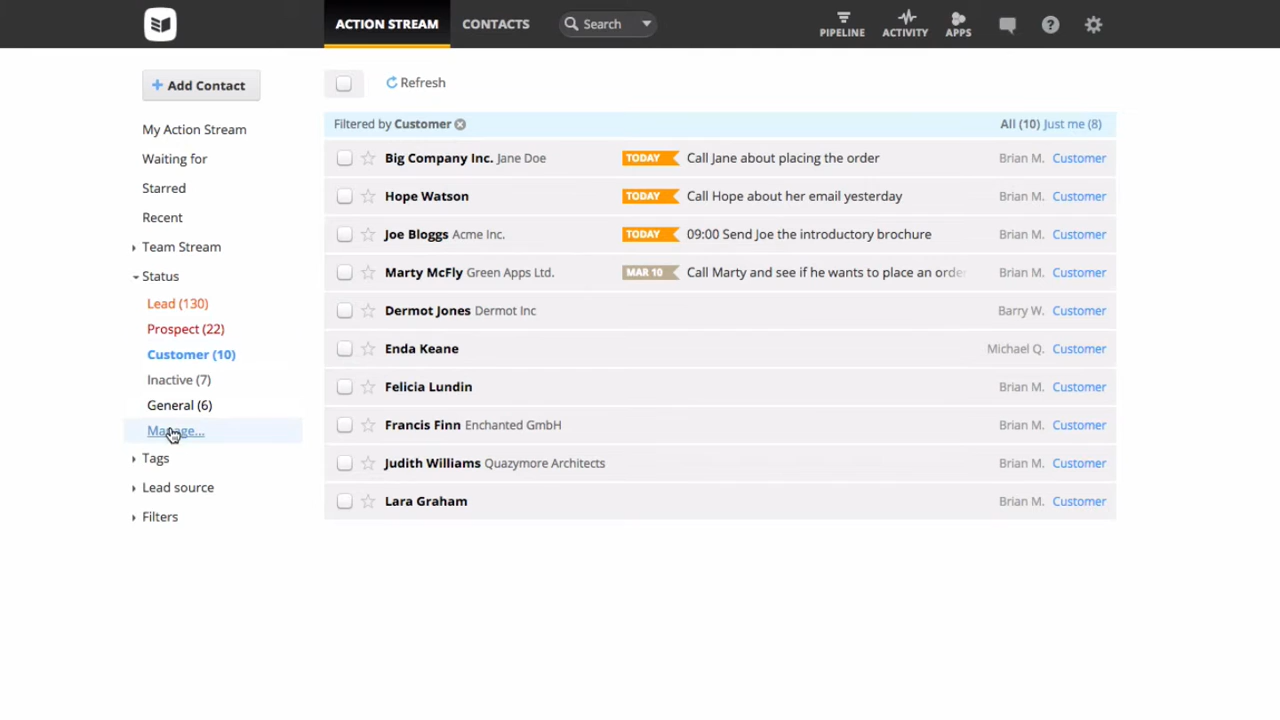 ACTION STREAM CONTACTS Search PIPELINE ACTIVITY APPS
+ Add Contact
Refresh
My Action Stream
Waiting for
Starred
Recent
Team Stream
Status
Lead (130)
Prospect (22)
Customer (10)
Inactive (7)
General (6)
Manage...
Tags
Lead source
Filters
Filtered by Customer All (10) Just me (8)
Big Company Inc. Jane Doe TODAY Call Jane about placing the order Brian M. Customer
Hope Watson TODAY Call Hope about her email yesterday Brian M. Customer
Joe Bloggs Acme Inc. TODAY 09:00 Send Joe the introductory brochure Brian M. Customer
Marty McFly Green Apps Ltd. MAR 10 Call Marty and see if he wants to place an orde Brian M. Customer
Dermot Jones Dermot Inc Barry W. Customer
Enda Keane Michael Q. Customer
Felicia Lundin Brian M. Customer
Francis Finn Enchanted GmbH Brian M. Customer
Judith Williams Quazymore Architects Brian M. Customer
Lara Graham Brian M. Customer